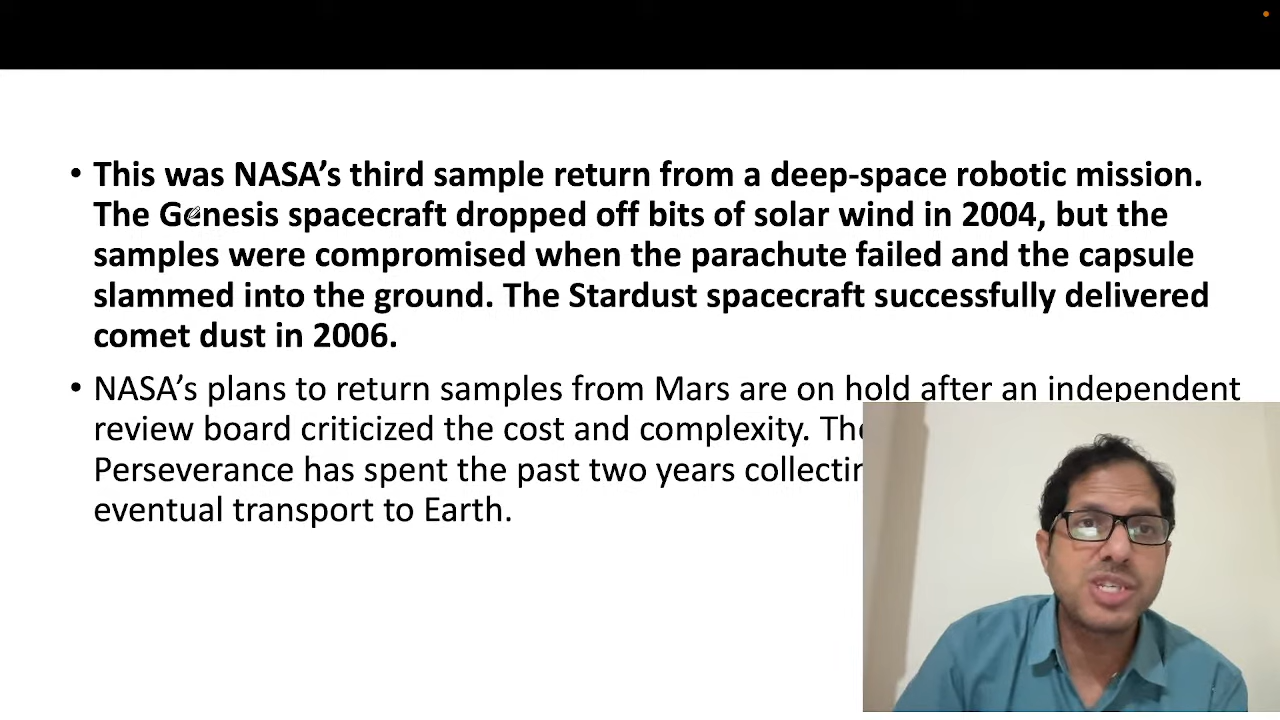 • This was NASA’s third sample return from a deep-space robotic mission.
The Genesis spacecraft dropped off bits of solar wind in 2004, but the
samples were compromised when the parachute failed and the capsule
slammed into the ground. The Stardust spacecraft successfully delivered
comet dust in 2006.
• NASA’s plans to return samples from Mars are on hold after an independent
review board criticized the cost and complexity.
Perseverance has spent the past two years
eventual transport to Earth.